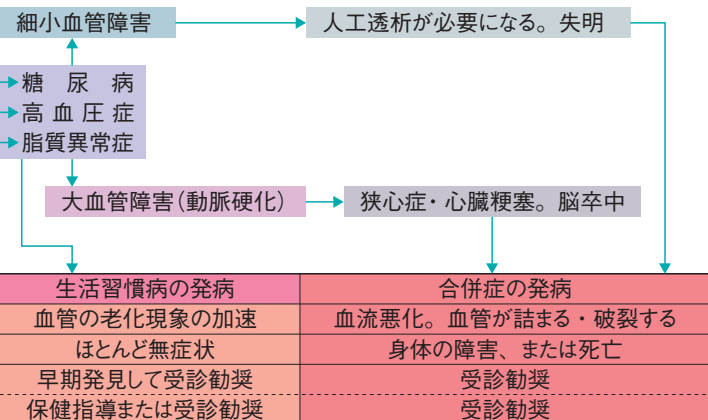 細小血管障害
人工透析が必要になる。失明
糖尿病
高血圧症
脂質異常症
大血管障害(動脈硬化)
狭心症・心臓梗塞。脳卒中
生活習慣病の発病
合併症の発病
血管の老化現象の加速
血流悪化。血管が詰まる・破裂する
ほとんど無症状
身体の障害、または死亡
早期発見して受診勧奨
受診勧奨
保健指導または受診勧奨
受診勧奨